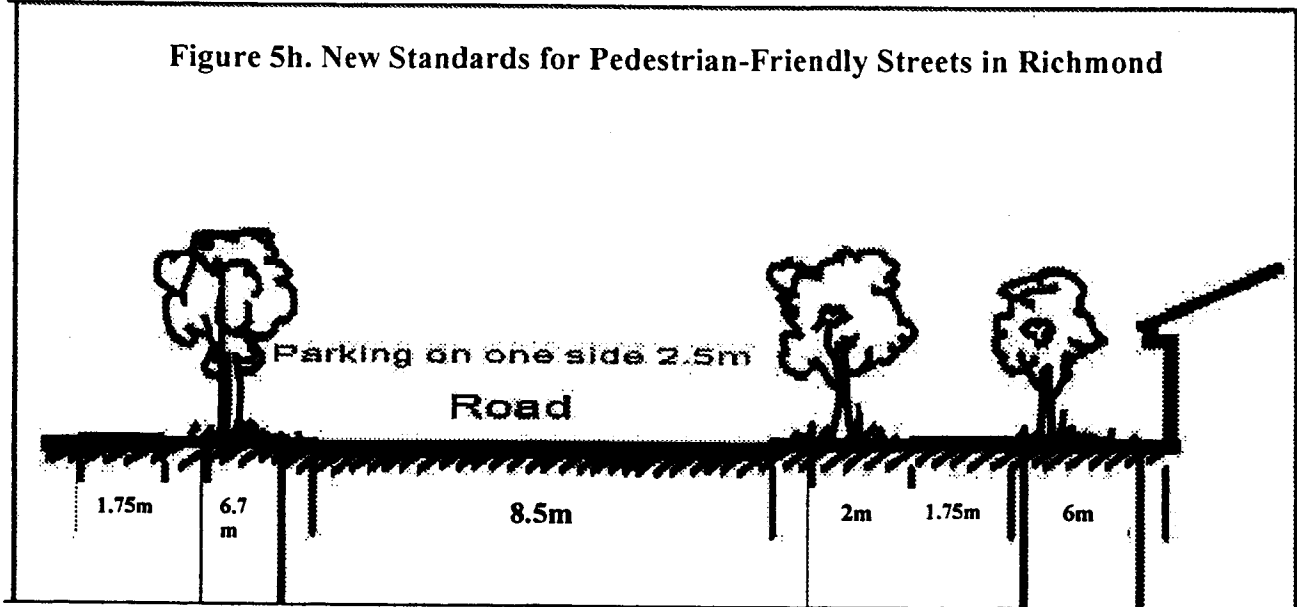 Figure 5h. New Standards for Pedestrian-Friendly Streets in Richmond
Parking on one side 2.5m
Road
1.75m
6.7
m
8.5m
2m
1.75m
6m